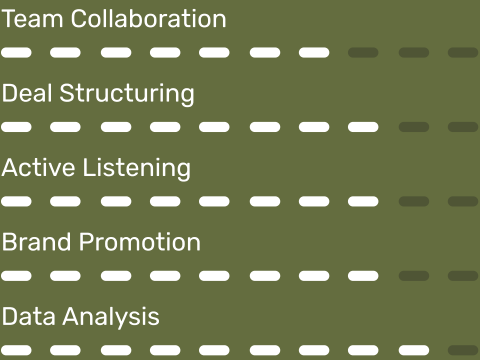 Team Collaboration
Deal Structuring
Active Listening
Brand Promotion
Data Analysis